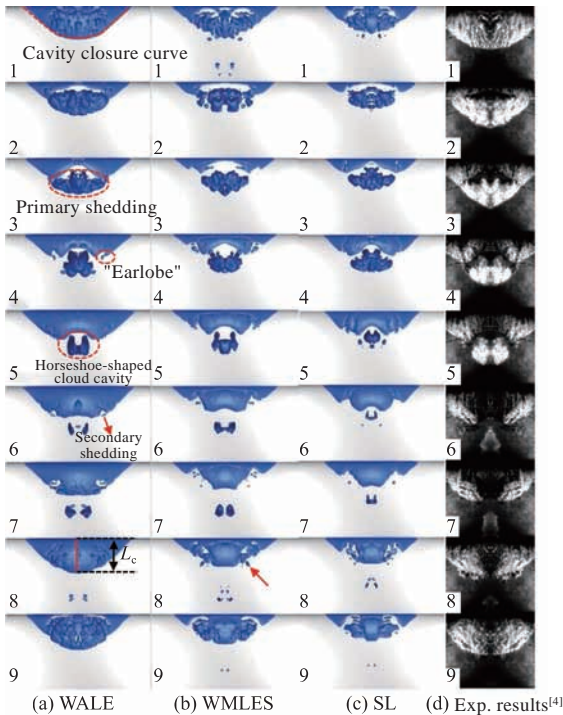 Cavity closure curve
1 1 1 1
2 2 2 2
Primary shedding
3 3 3 3
"Earlobe"
4 4 4 4
Horseshoe-shaped
cloud cavity
5 5 5 5
Secondary
shedding
6 6 6 6
7 7 7 7
Lc
8 8 8 8
9 9 9 9
(a) WALE (b) WMLES (c) SL (d) Exp. results[4]